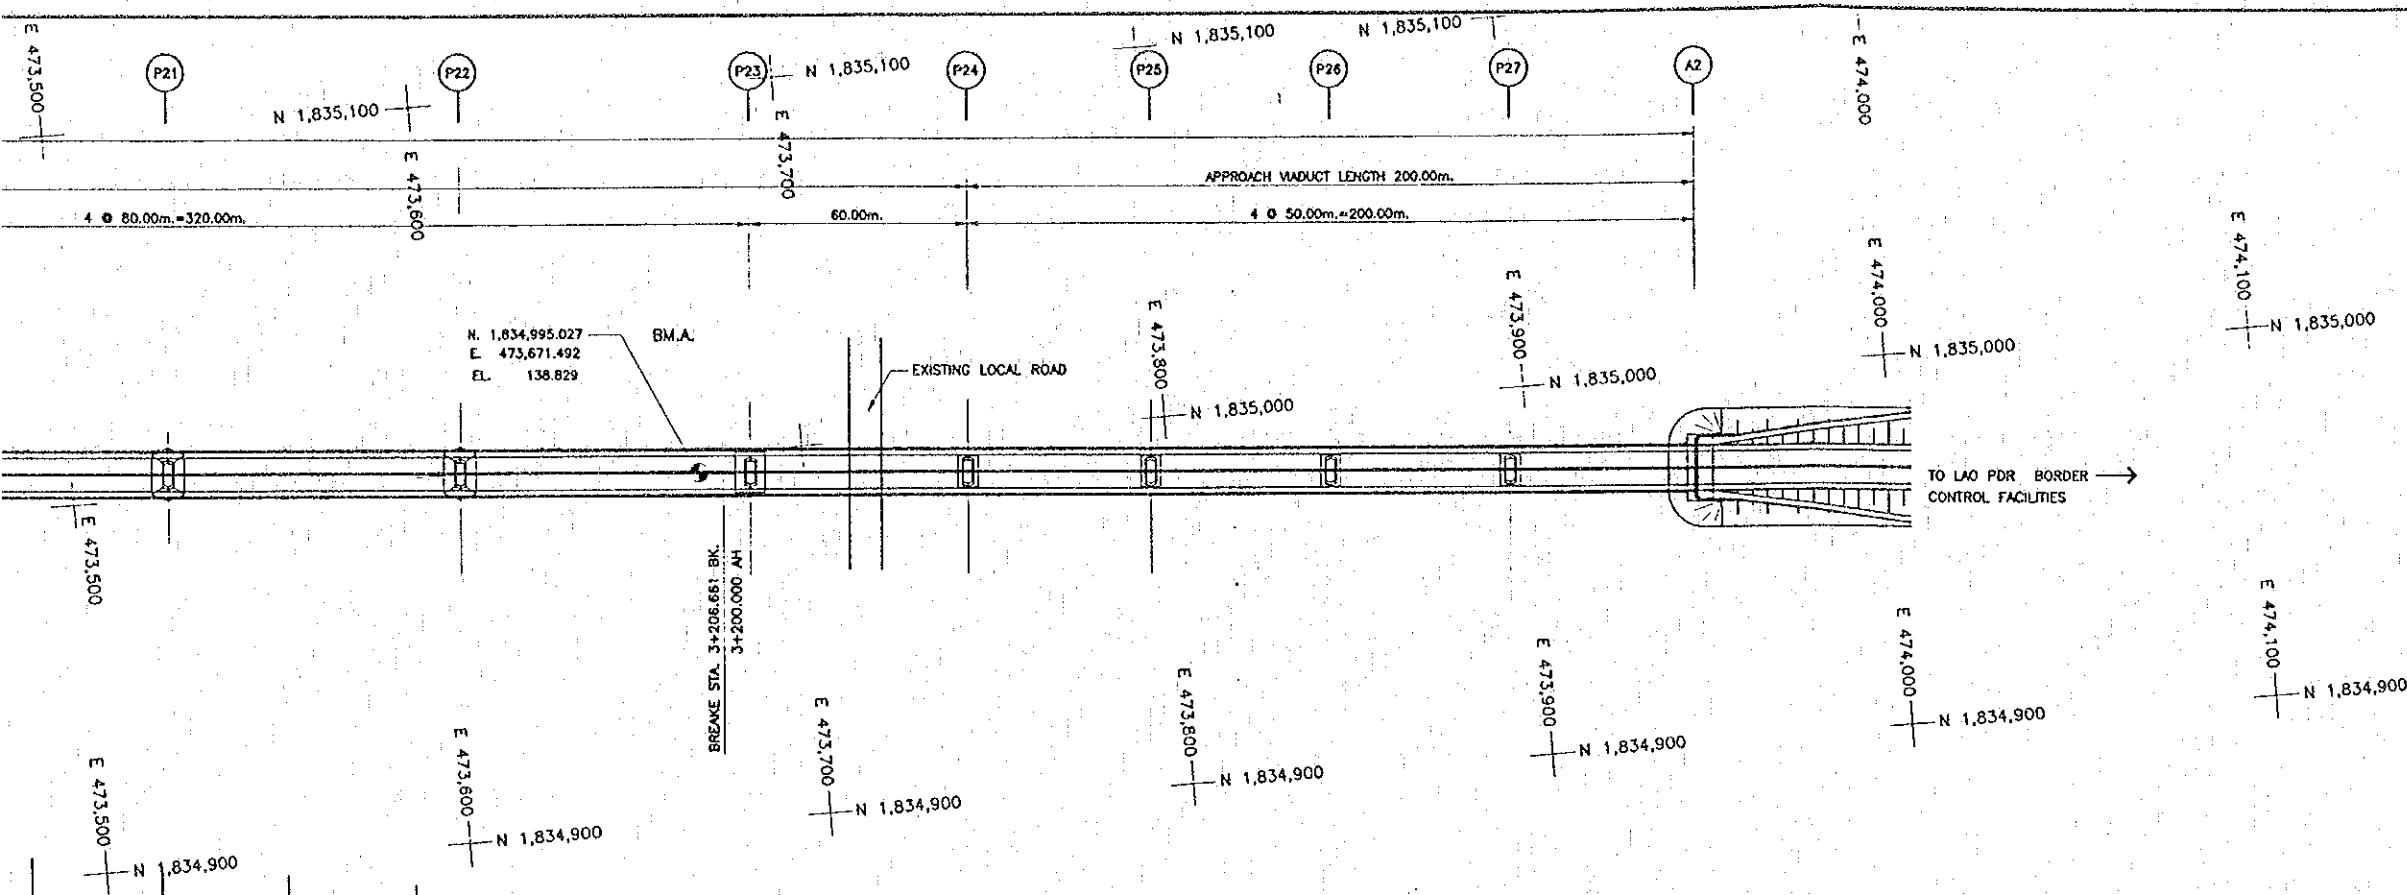 E 473,500
P21
P22
P23
P24
P25
P26
P27
A2
N 1,835,100
N 1,835,100
N 1,835,100
N 1,835,100
E 474,000
E 473,600
E 473,700
APPROACH VIADUCT LENGTH 200.00m.
4 @ 80.00m.=320.00m.
60.00m.
4 @ 50.00m.=200.00m.
N. 1,834,995.027
E. 473,671.492
EL. 138.829
BM.A.
EXISTING LOCAL ROAD
E 473,800
N 1,835,000
E 473,900
N 1,835,000
E 474,000
N 1,835,000
E 474,100
N 1,835,000
TO LAO PDR BORDER
CONTROL FACILITIES
E 473,500
BREAKE STA. 3+206.661 BK.
3+200.000 AH
E 473,500
N 1,834,900
E 473,600
N 1,834,900
E 473,700
N 1,834,900
E 473,800
N 1,834,900
E 473,900
N 1,834,900
E 474,000
N 1,834,900
E 474,100
N 1,834,900